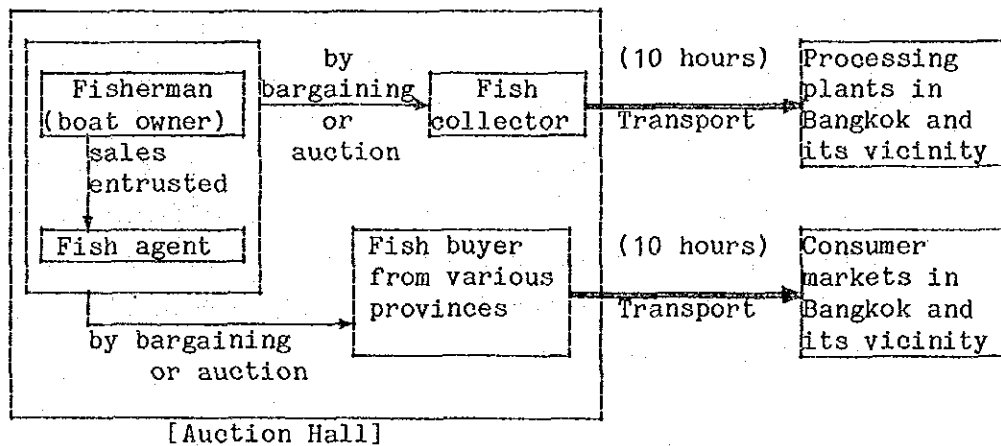 Fisherman
(boat owner)
sales
entrusted
Fish agent
by
bargaining
or
auction
Fish
collector
(10 hours)
Transport
Processing
plants in
Bangkok and
its vicinity
by bargaining
or auction
Fish buyer
from various
provinces
(10 hours)
Transport
Consumer
markets in
Bangkok and
its vicinity
[Auction Hall]